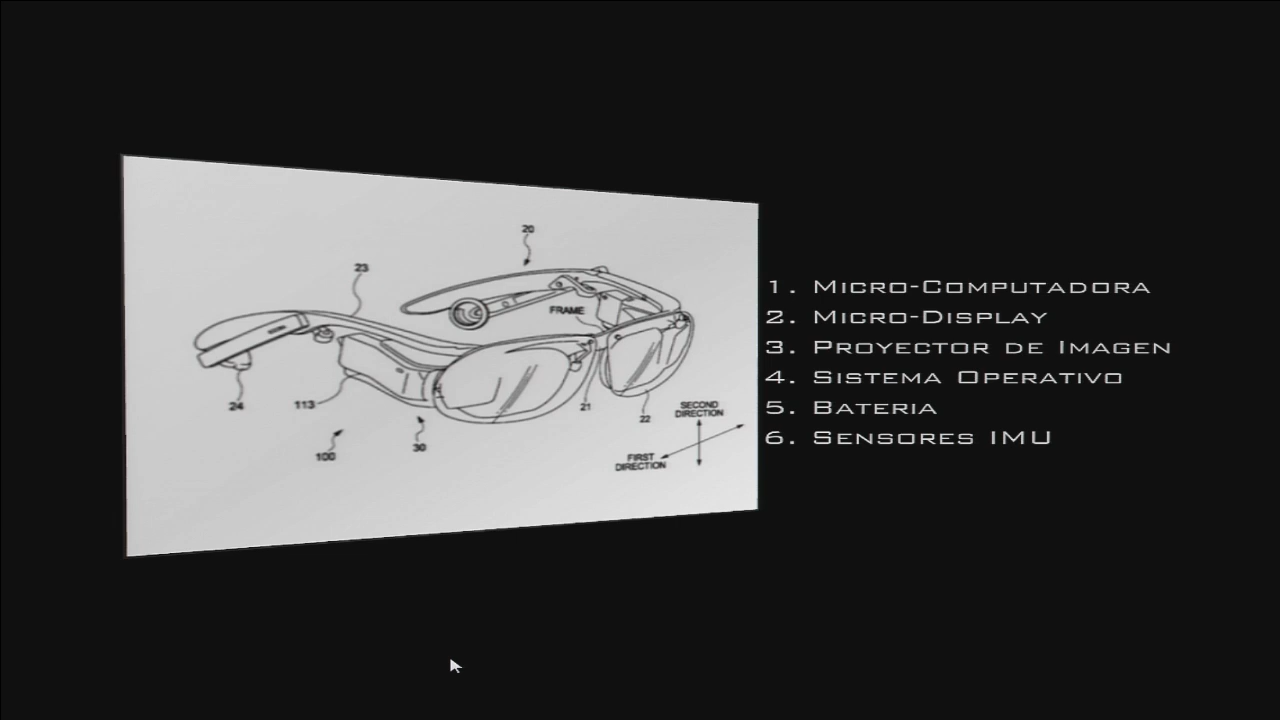 20
23
FRAME
24
113
21
22
SECOND
DIRECTION
100
30
FIRST
DIRECTION
1. Micro-Computadora
2. Micro-Display
3. Proyector de Imagen
4. Sistema Operativo
5. Bateria
6. Sensores IMU